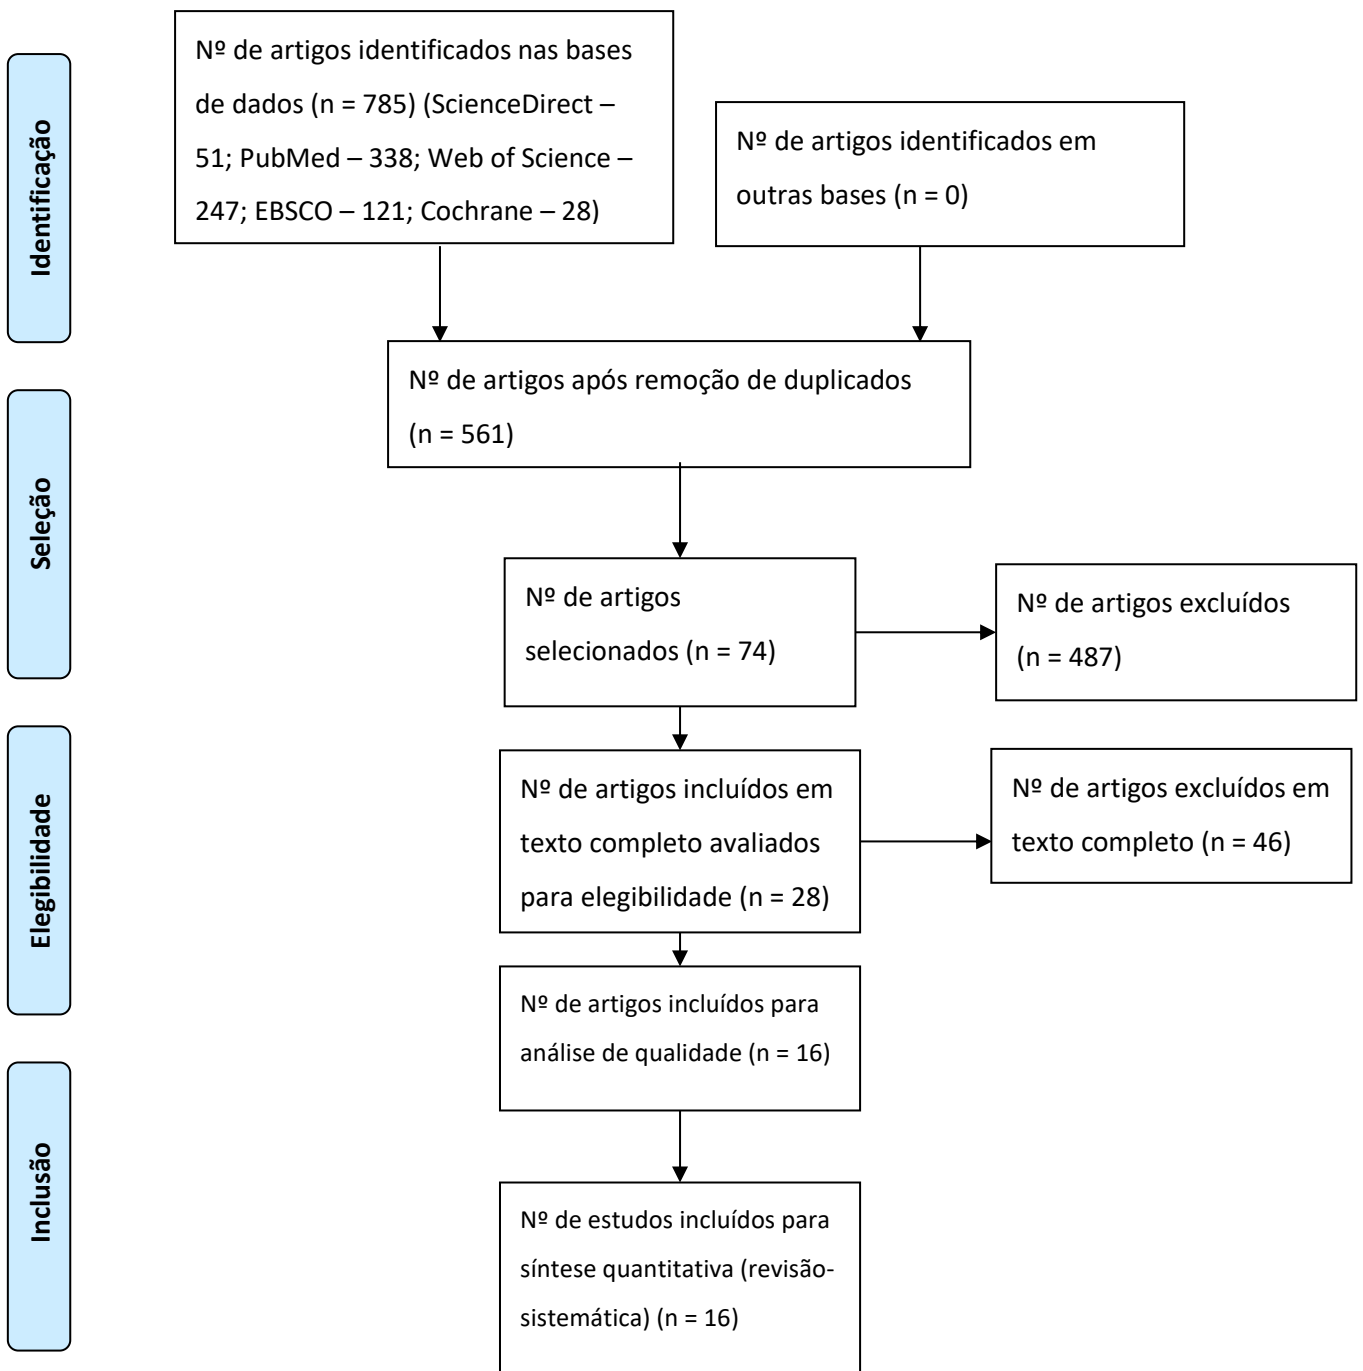 Identificação
Nº de artigos identificados nas bases
de dados (n = 785) (ScienceDirect –
51; PubMed – 338; Web of Science –
247; EBSCO – 121; Cochrane – 28)
Nº de artigos identificados em
outras bases (n = 0)
Nº de artigos após remoção de duplicados
(n = 561)
Seleção
Nº de artigos
selecionados (n = 74)
Nº de artigos excluídos
(n = 487)
Elegibilidade
Nº de artigos incluídos em
texto completo avaliados
para elegibilidade (n = 28)
Nº de artigos excluídos em
texto completo (n = 46)
Nº de artigos incluídos para
análise de qualidade (n = 16)
Inclusão
Nº de estudos incluídos para
síntese quantitativa (revisão-
sistemática) (n = 16)